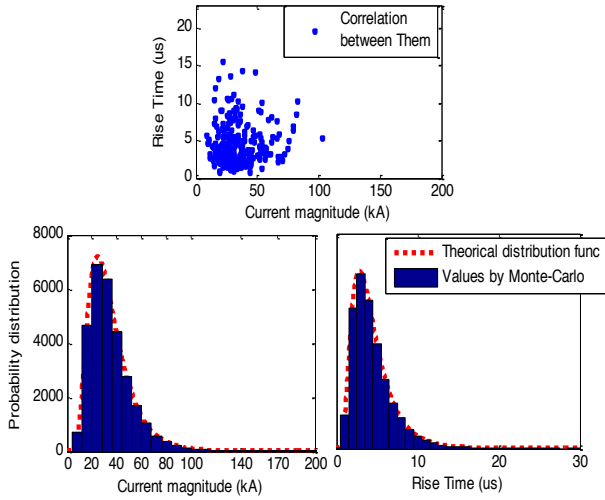 Rise Time (us)
20
15
10
5
0
Correlation
between Them
0 50 100 150 200
Current magnitude (kA)
Probability distribution
8000
6000
4000
2000
0
0 20 40 60 100 140 170 200
Current magnitude (kA)
Theorical distribution func
Values by Monte-Carlo
0 10 20 30
Rise Time (us)